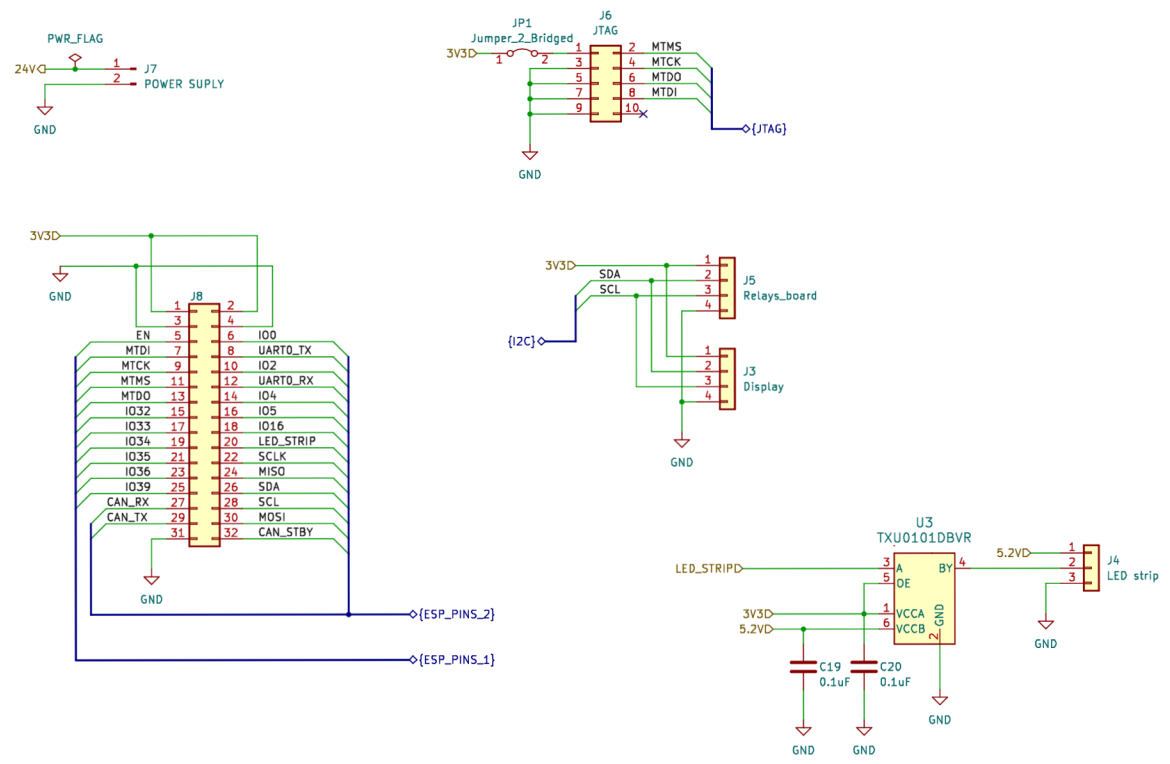 PWR_FLAG
24V
1
2
J7
POWER SUPLY
GND
JP1
Jumper_2_Bridged
3V3
1
2
J6
JTAG
1
3
5
7
9
2
4
6
8
10
MTMS
MTCK
MTDO
MTDI
{JTAG}
GND
3V3
GND
J8
1 2
3 4
EN 5 6 IO0
MTDI 7 8 UART0_TX
MTCK 9 10 IO2
MTMS 11 12 UART0_RX
MTDO 13 14 IO4
IO32 15 16 IO5
IO33 17 18 IO16
IO34 19 20 LED_STRIP
IO35 21 22 SCLK
IO36 23 24 MISO
IO39 25 26 SDA
CAN_RX 27 28 SCL
CAN_TX 29 30 MOSI
31 32 CAN_STBY
GND
{ESP_PINS_2}
{ESP_PINS_1}
3V3
SDA
SCL
{I2C}
1
2
3
4
J5
Relays_board
1
2
3
4
J3
Display
GND
U3
TXU0101DBVR
LED_STRIP
3 A
5 OE
3V3
1 VCCA
5.2V
6 VCCB
BY 4
GND
2
C19
0.1uF
C20
0.1uF
GND
GND
GND
5.2V
1
2
3
J4
LED strip
GND